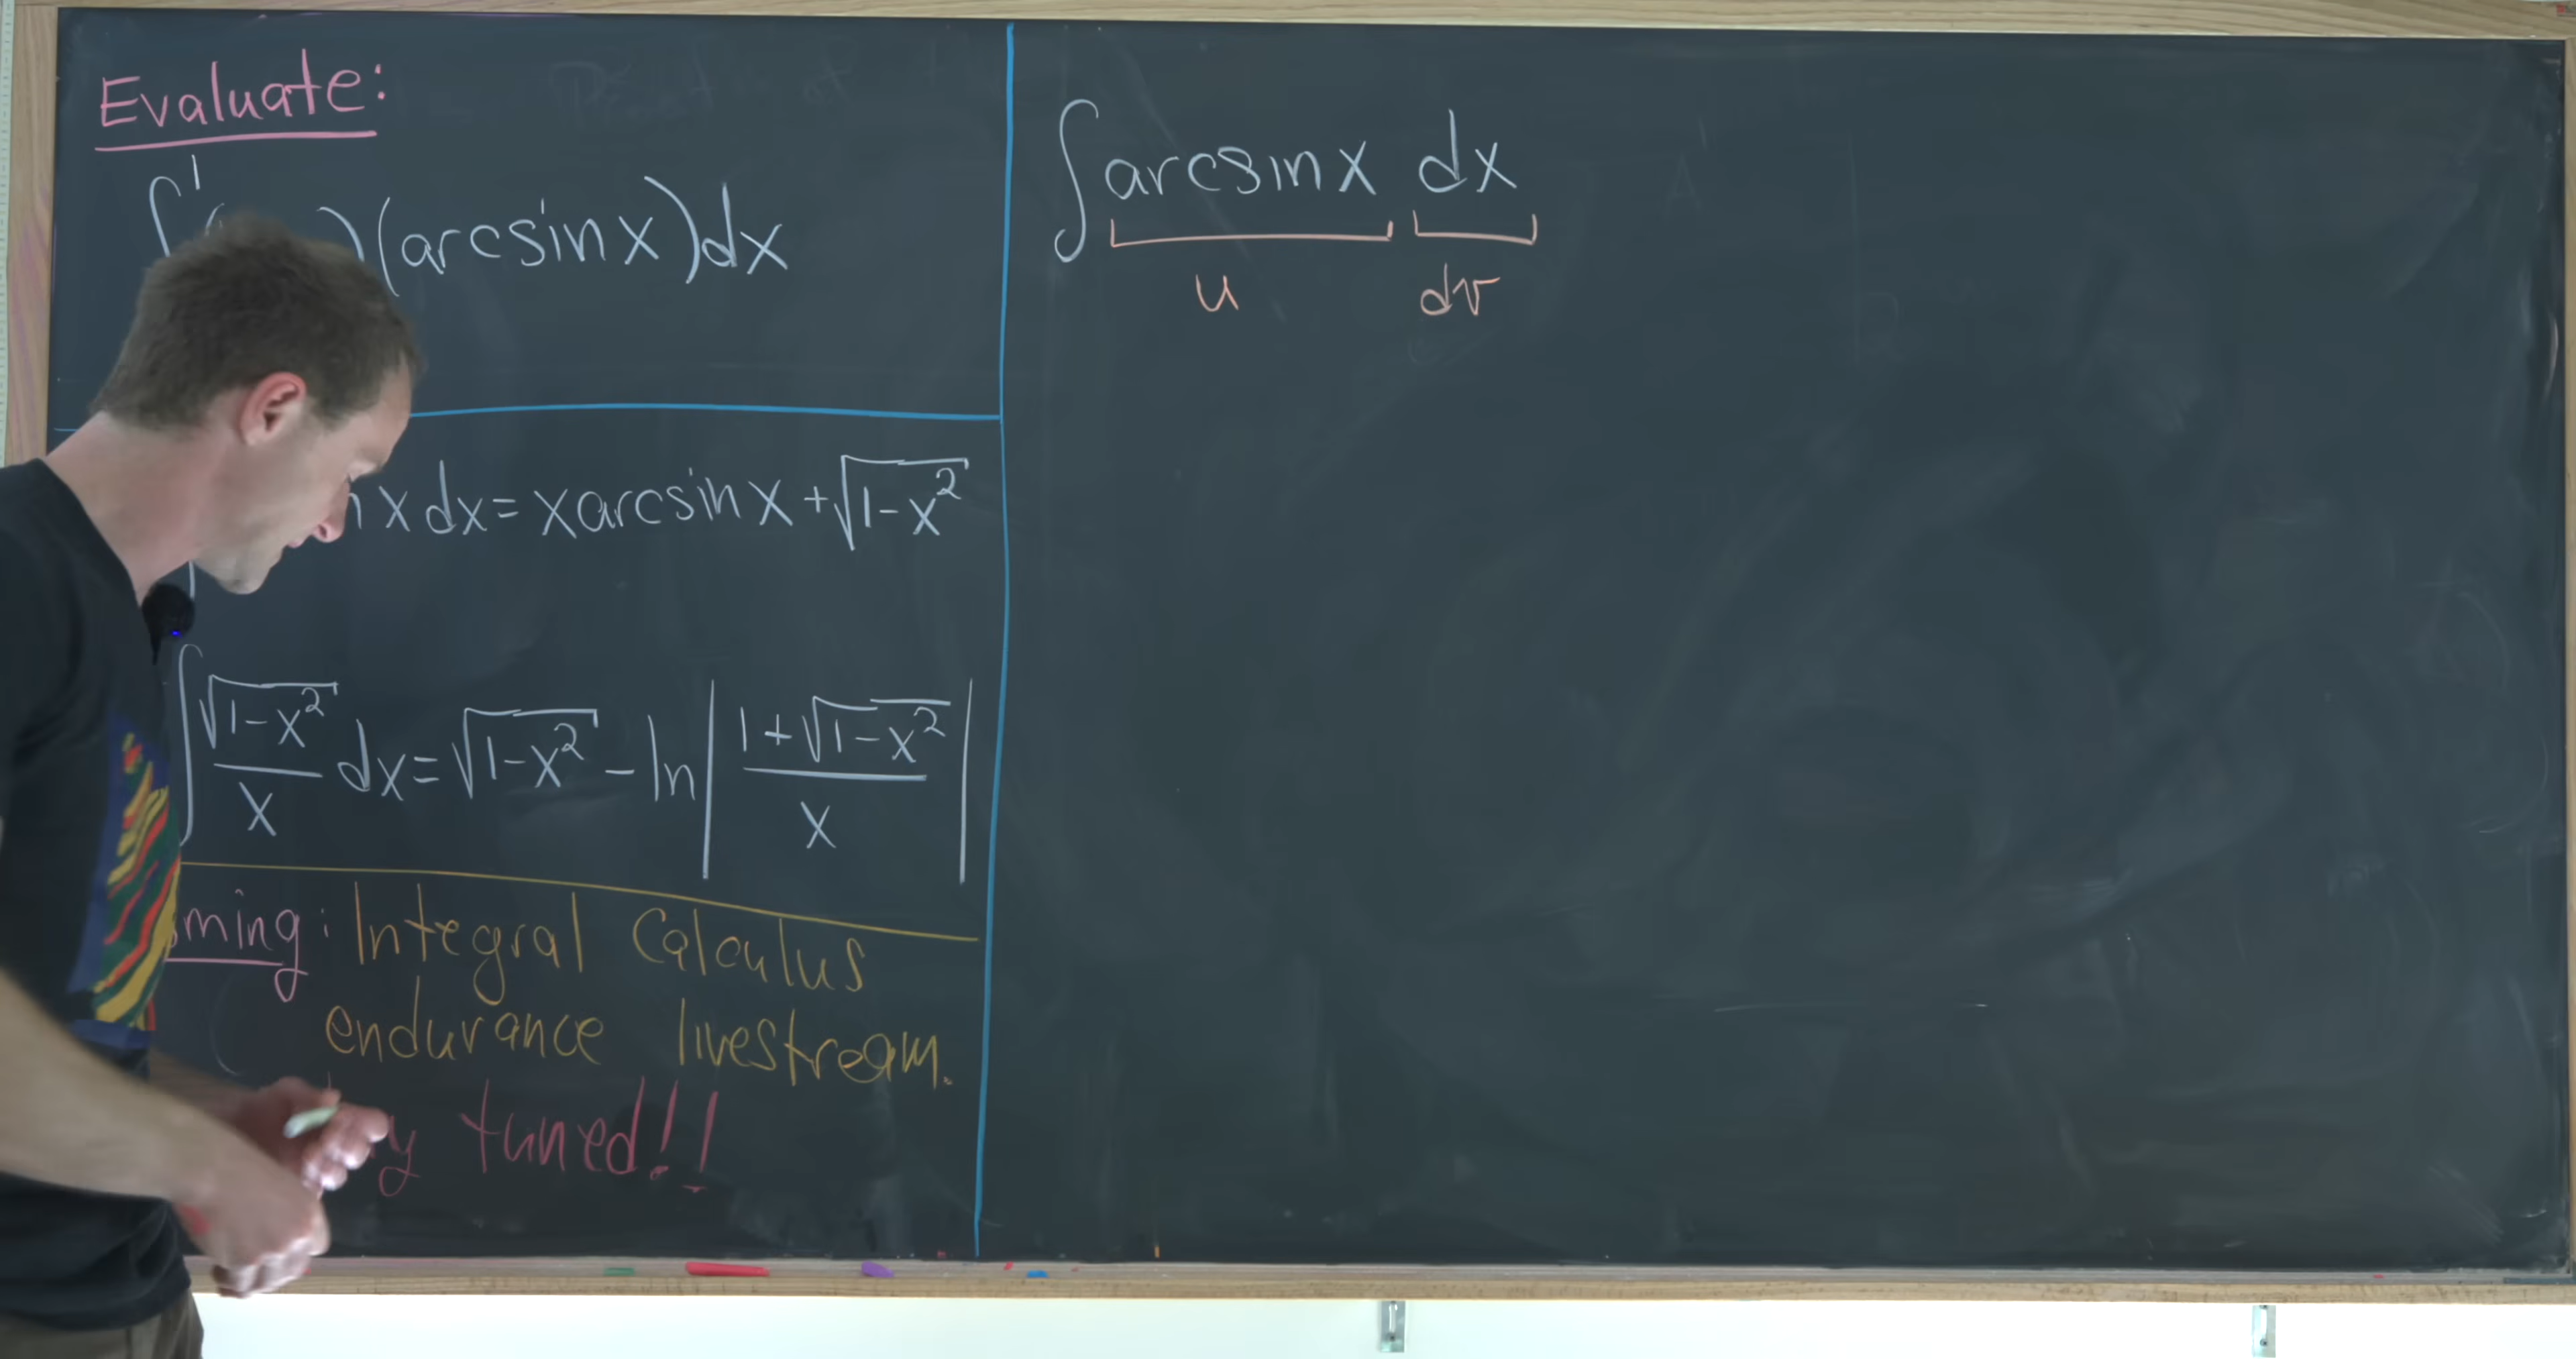 Evaluate:
∫¹ ( )(arcsin x)dx
x dx = x arcsin x + √(1-x²)
∫ √(1-x²)/x dx = √(1-x²) - ln |(1+√(1-x²))/x|
ming: Integral Calculus
endurance livestream.
y tuned!!
∫ arcsin x dx
u dv